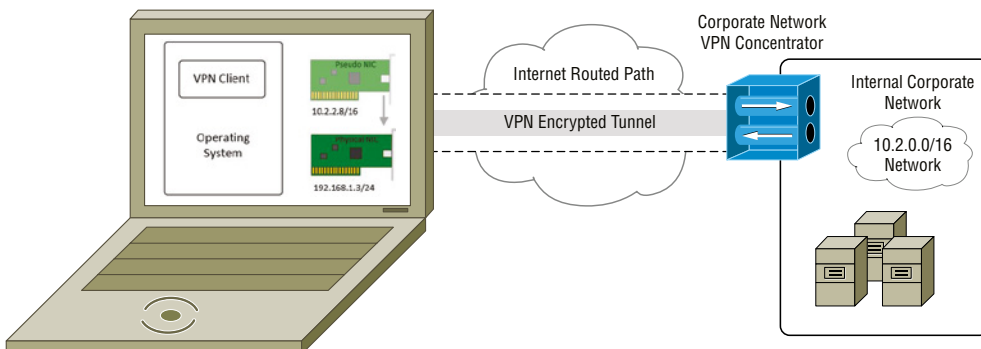 VPN Client
Operating
System
Pseudo NIC
10.2.2.8/16
Physical NIC
192.168.1.3/24
Internet Routed Path
VPN Encrypted Tunnel
Corporate Network
VPN Concentrator
Internal Corporate
Network
10.2.0.0/16
Network